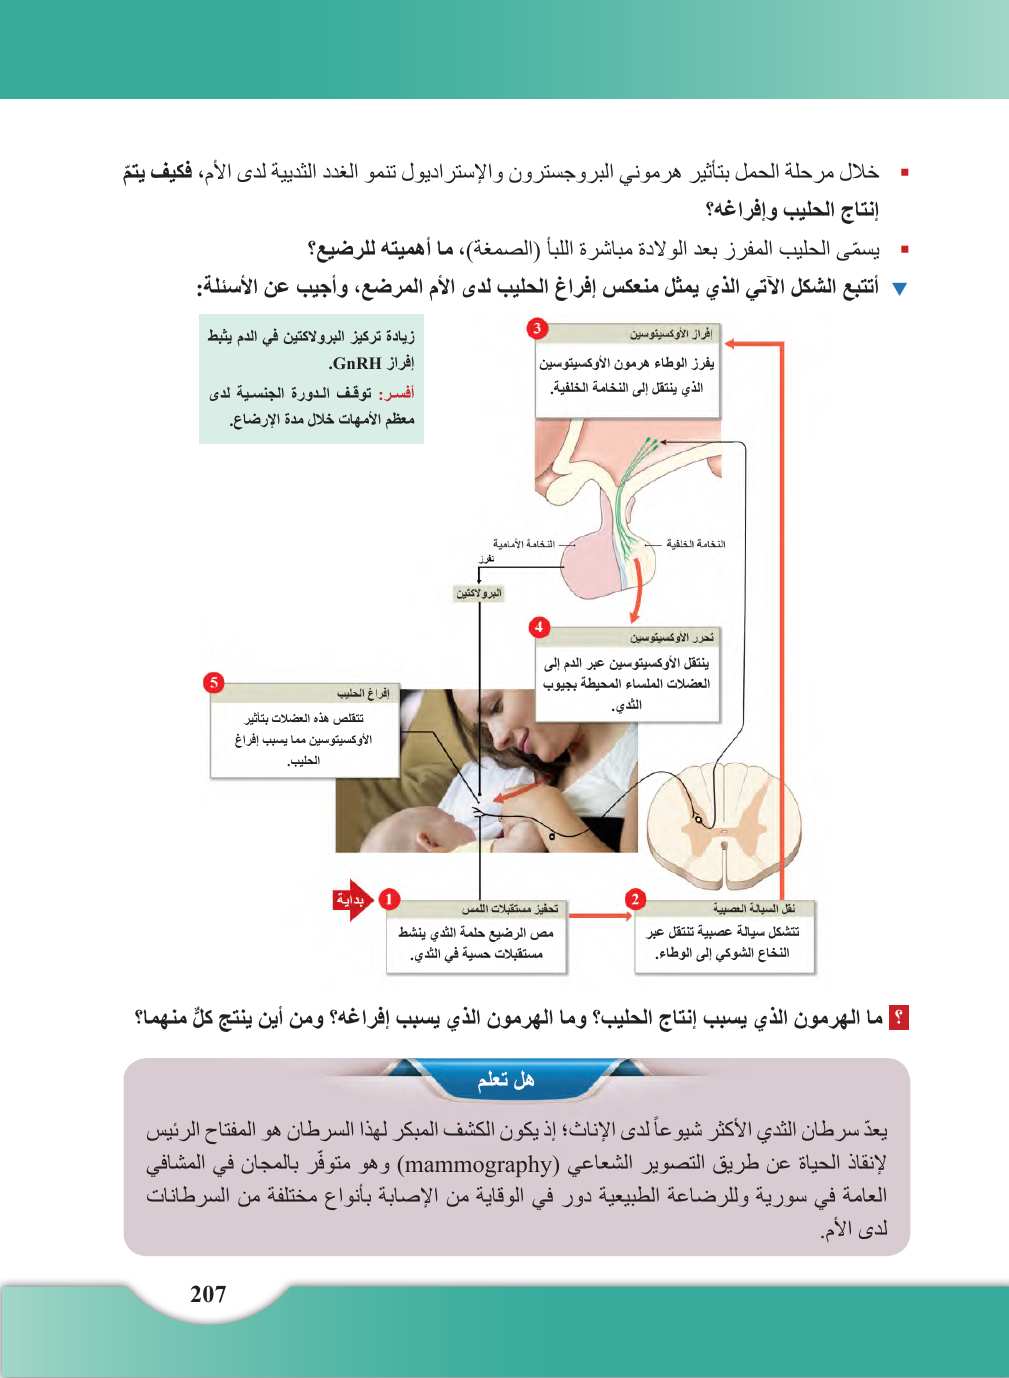 خلال مرحلة الحمل بتأثير هرموني البروجسترون والإستراديول تنمو الغدد الثديية لدى الأم، فكيف يتمّ
إنتاج الحليب وإفراغه؟
يسمّى الحليب المفرز بعد الولادة مباشرة اللبأ (الصمغة)، ما أهميته للرضيع؟
أتتبع الشكل الآتي الذي يمثل منعكس إفراغ الحليب لدى الأم المرضع، وأجيب عن الأسئلة:
زيادة تركيز البرولاكتين في الدم يثبط
إفراز GnRH.
أفسر: توقف الدورة الجنسية لدى
معظم الأمهات خلال مدة الإرضاع.
3
إفراز الأوكسيتوسين
يفرز الوطاء هرمون الأوكسيتوسين
الذي ينتقل إلى النخامة الخلفية.
النخامة الخلفية
النخامة الأمامية
تفرز
البرولاكتين
4
تحرر الأوكسيتوسين
ينتقل الأوكسيتوسين عبر الدم إلى
العضلات الملساء المحيطة بجيوب
الثدي.
5
إفراغ الحليب
تتقلص هذه العضلات بتأثير
الأوكسيتوسين مما يسبب إفراغ
الحليب.
بداية
1
تحفيز مستقبلات اللمس
مص الرضيع حلمة الثدي ينشط
مستقبلات حسية في الثدي.
2
نقل السيالة العصبية
تتشكل سيالة عصبية تنتقل عبر
النخاع الشوكي إلى الوطاء.
؟ ما الهرمون الذي يسبب إنتاج الحليب؟ وما الهرمون الذي يسبب إفراغه؟ ومن أين ينتج كلٌّ منهما؟
هل تعلم
يعدّ سرطان الثدي الأكثر شيوعاً لدى الإناث؛ إذ يكون الكشف المبكر لهذا السرطان هو المفتاح الرئيس
لإنقاذ الحياة عن طريق التصوير الشعاعي (mammography) وهو متوفّر بالمجان في المشافي
العامة في سورية وللرضاعة الطبيعية دور في الوقاية من الإصابة بأنواع مختلفة من السرطانات
لدى الأم.
207